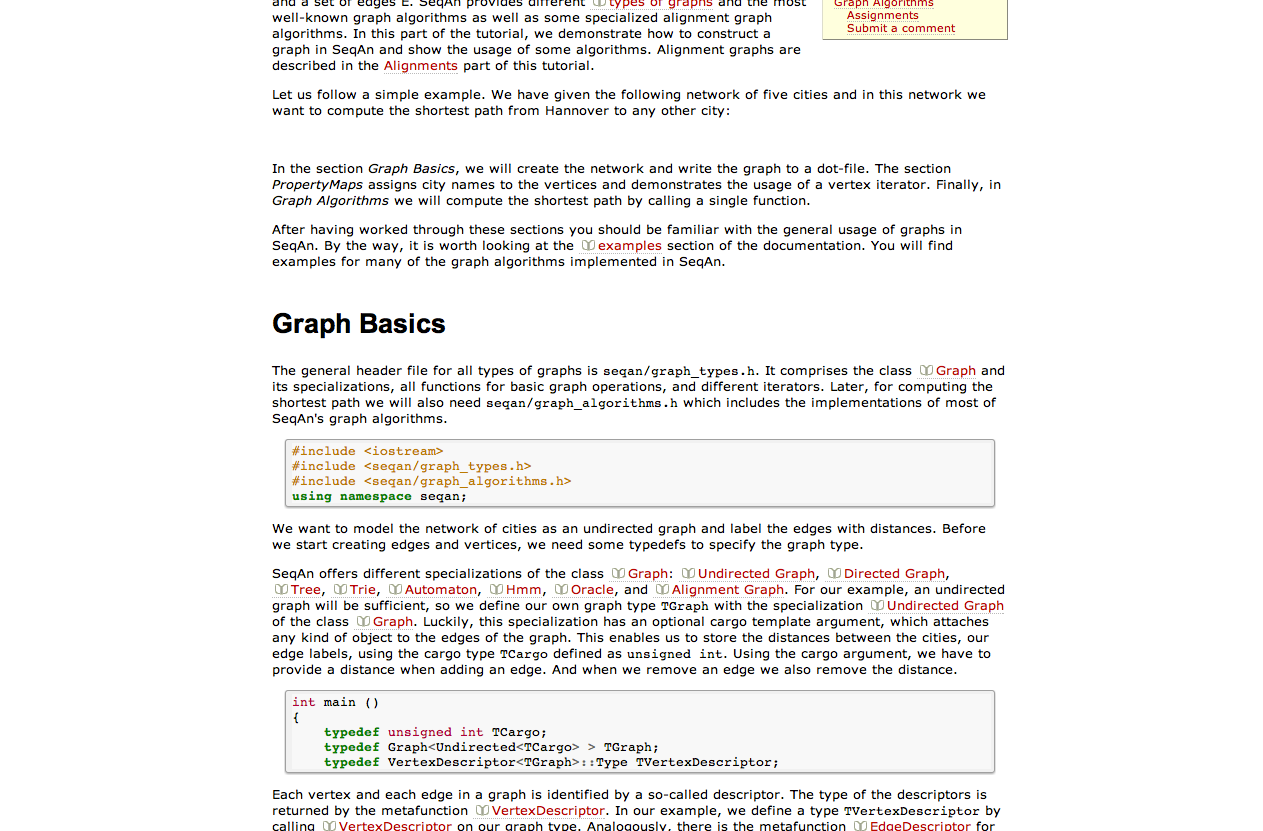 and a set of edges E. SeqAn provides different types of graphs and the most
well-known graph algorithms as well as some specialized alignment graph
algorithms. In this part of the tutorial, we demonstrate how to construct a
graph in SeqAn and show the usage of some algorithms. Alignment graphs are
described in the Alignments part of this tutorial.
Graph Algorithms
Assignments
Submit a comment
Let us follow a simple example. We have given the following network of five cities and in this network we
want to compute the shortest path from Hannover to any other city:
In the section Graph Basics, we will create the network and write the graph to a dot-file. The section
PropertyMaps assigns city names to the vertices and demonstrates the usage of a vertex iterator. Finally, in
Graph Algorithms we will compute the shortest path by calling a single function.
After having worked through these sections you should be familiar with the general usage of graphs in
SeqAn. By the way, it is worth looking at the examples section of the documentation. You will find
examples for many of the graph algorithms implemented in SeqAn.
Graph Basics
The general header file for all types of graphs is seqan/graph_types.h. It comprises the class Graph and
its specializations, all functions for basic graph operations, and different iterators. Later, for computing the
shortest path we will also need seqan/graph_algorithms.h which includes the implementations of most of
SeqAn's graph algorithms.
#include <iostream>
#include <seqan/graph_types.h>
#include <seqan/graph_algorithms.h>
using namespace seqan;
We want to model the network of cities as an undirected graph and label the edges with distances. Before
we start creating edges and vertices, we need some typedefs to specify the graph type.
SeqAn offers different specializations of the class Graph: Undirected Graph, Directed Graph,
Tree, Trie, Automaton, Hmm, Oracle, and Alignment Graph. For our example, an undirected
graph will be sufficient, so we define our own graph type TGraph with the specialization Undirected Graph
of the class Graph. Luckily, this specialization has an optional cargo template argument, which attaches
any kind of object to the edges of the graph. This enables us to store the distances between the cities, our
edge labels, using the cargo type TCargo defined as unsigned int. Using the cargo argument, we have to
provide a distance when adding an edge. And when we remove an edge we also remove the distance.
int main ()
{
typedef unsigned int TCargo;
typedef Graph<Undirected<TCargo> > TGraph;
typedef VertexDescriptor<TGraph>::Type TVertexDescriptor;
Each vertex and each edge in a graph is identified by a so-called descriptor. The type of the descriptors is
returned by the metafunction VertexDescriptor. In our example, we define a type TVertexDescriptor by
calling VertexDescriptor on our graph type. Analogously, there is the metafunction EdgeDescriptor for